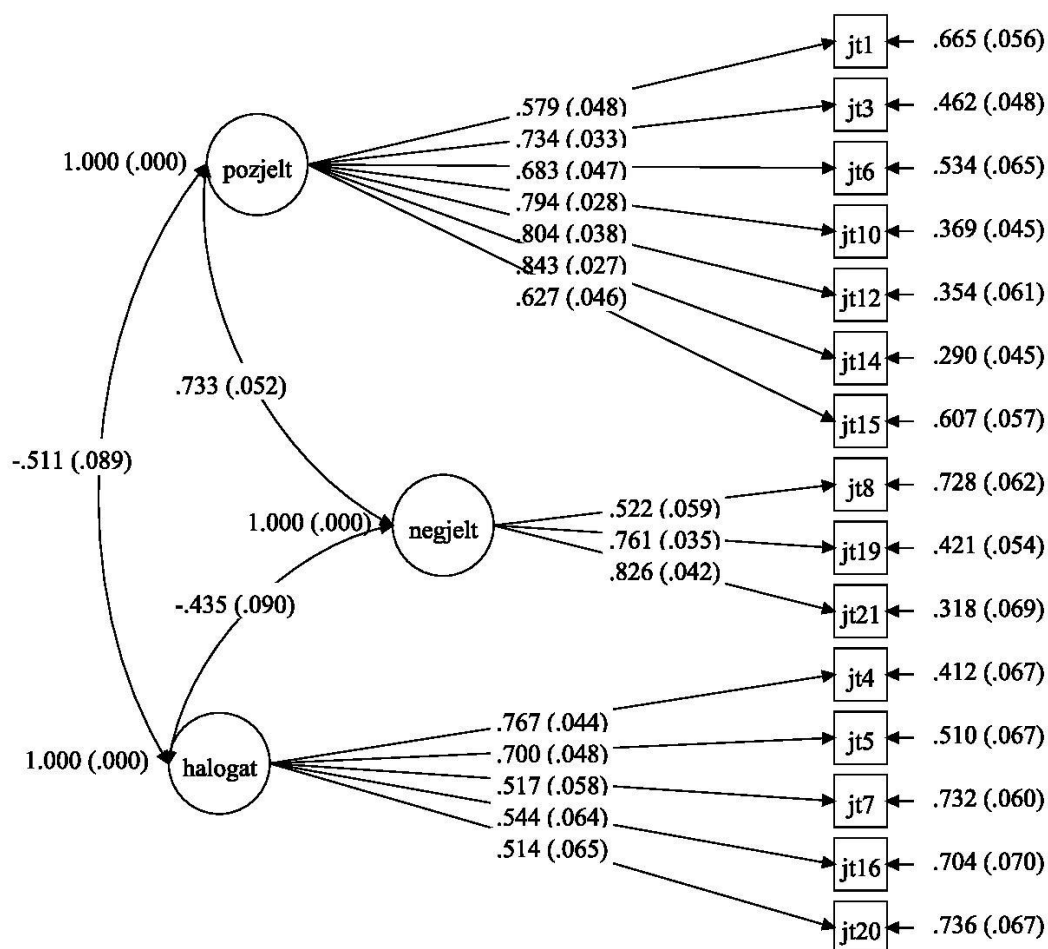 jt1 .665 (.056)
.579 (.048)
jt3 .462 (.048)
.734 (.033)
1.000 (.000) pozjelt
.683 (.047)
jt6 .534 (.065)
.794 (.028)
jt10 .369 (.045)
.804 (.038)
.843 (.027)
jt12 .354 (.061)
.627 (.046)
jt14 .290 (.045)
.733 (.052)
jt15 .607 (.057)
-.511 (.089)
jt8 .728 (.062)
.522 (.059)
1.000 (.000) negjelt
.761 (.035)
jt19 .421 (.054)
.826 (.042)
-.435 (.090)
jt21 .318 (.069)
jt4 .412 (.067)
.767 (.044)
jt5 .510 (.067)
.700 (.048)
1.000 (.000) halogat
.517 (.058)
jt7 .732 (.060)
.544 (.064)
.514 (.065)
jt16 .704 (.070)
jt20 .736 (.067)